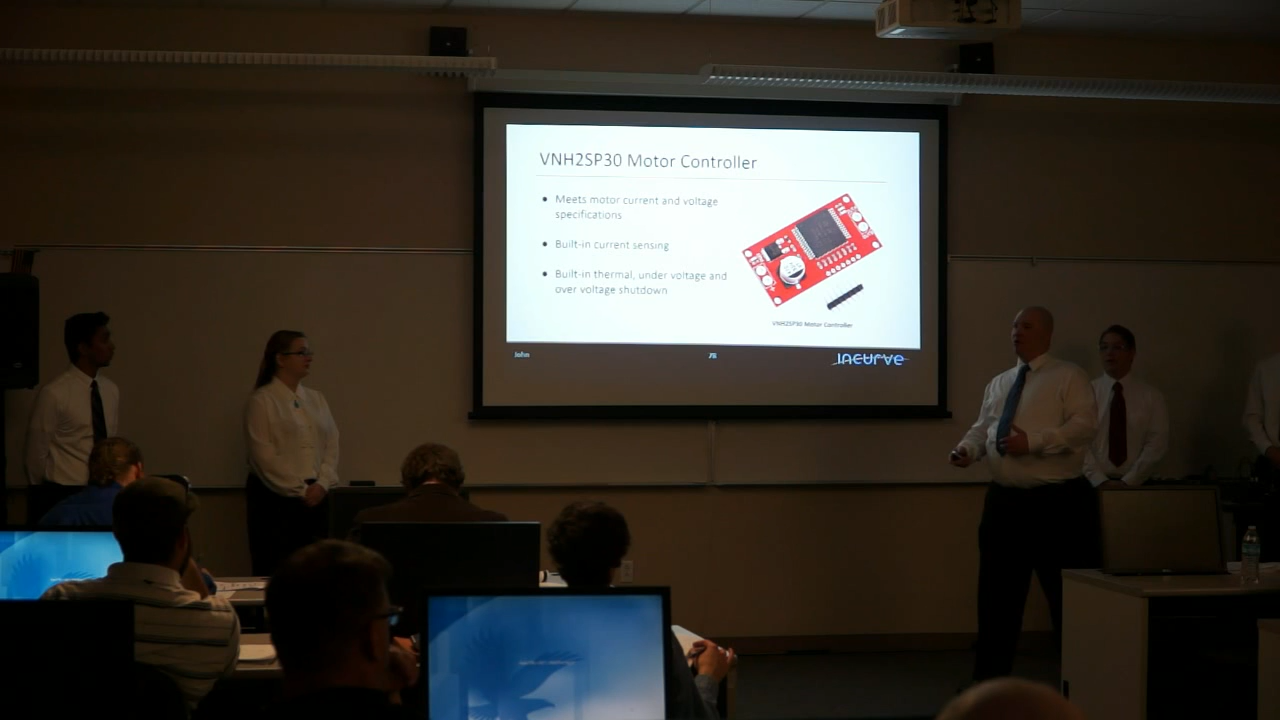 VNH2SP30 Motor Controller
• Meets motor current and voltage
specifications
• Built-in current sensing
• Built-in thermal, under voltage and
over voltage shutdown
VNH2SP30 Motor Controller
John
incurve